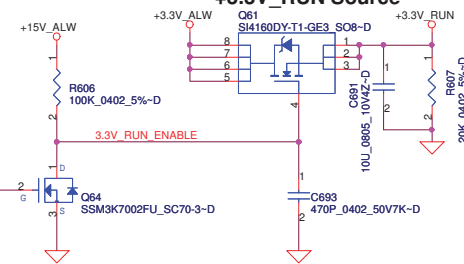 +3.3V_RUN Source
+15V_ALW
+3.3V_ALW
Q61
SI4160DY-T1-GE3_SO8~D
+3.3V_RUN
8
7
6
5
1
2
3
4
1
R606
100K_0402_5%~D
2
1
C691
10U_0805_10V4Z~D
2
1
R607
20K_0402_5%~D
2
3.3V_RUN_ENABLE
1
D
2
G
Q64
SSM3K7002FU_SC70-3~D
S
3
1
C693
470P_0402_50V7K~D
2